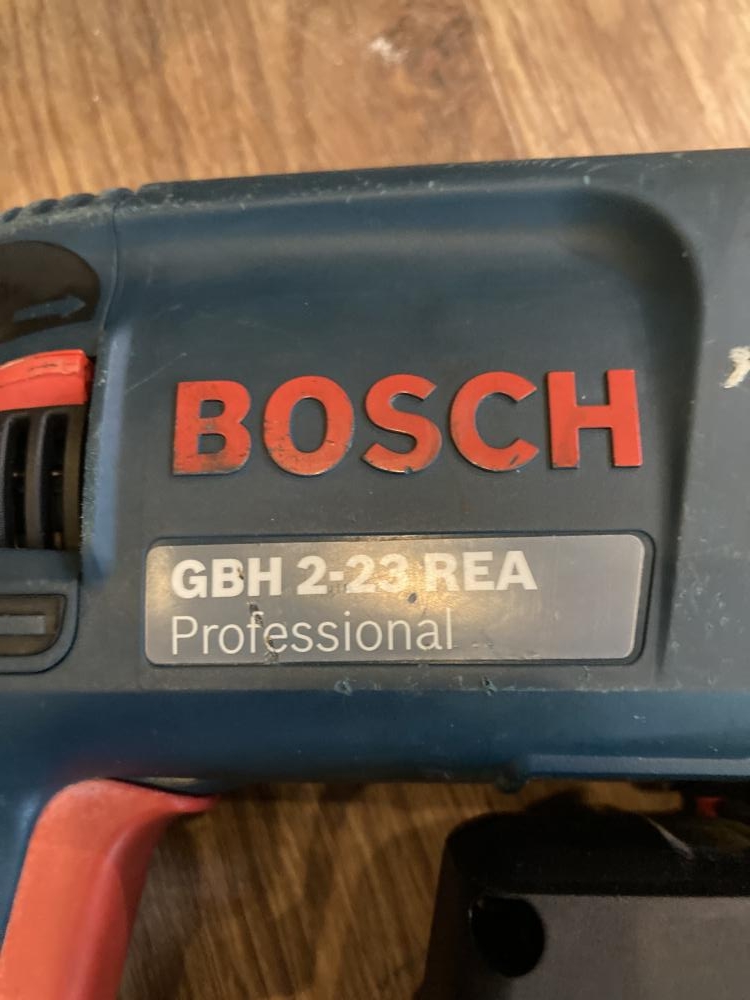 BOSCH
GBH 2-23 REA
Professional